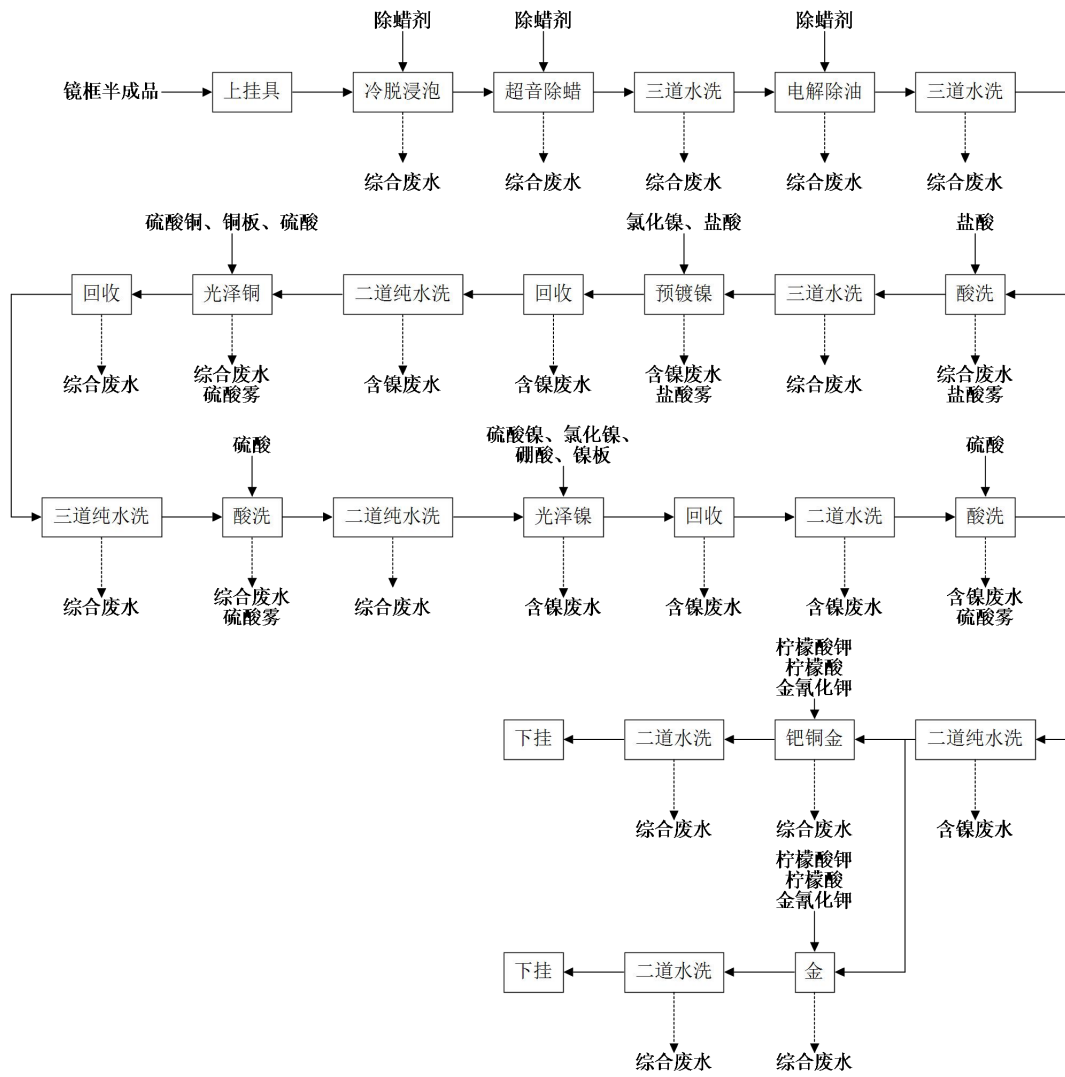 除蜡剂
除蜡剂
除蜡剂
镜框半成品
上挂具
冷脱浸泡
超音除蜡
三道水洗
电解除油
三道水洗
综合废水
综合废水
综合废水
综合废水
综合废水
硫酸铜、铜板、硫酸
氯化镍、盐酸
盐酸
回收
光泽铜
二道纯水洗
回收
预镀镍
三道水洗
酸洗
综合废水
综合废水
硫酸雾
含镍废水
含镍废水
含镍废水
盐酸雾
综合废水
综合废水
盐酸雾
硫酸
硫酸镍、氯化镍、
硼酸、镍板
硫酸
三道纯水洗
酸洗
二道纯水洗
光泽镍
回收
二道水洗
酸洗
综合废水
综合废水
硫酸雾
综合废水
含镍废水
含镍废水
含镍废水
含镍废水
硫酸雾
柠檬酸钾
柠檬酸
金氰化钾
下挂
二道水洗
钯铜金
二道纯水洗
综合废水
综合废水
含镍废水
柠檬酸钾
柠檬酸
金氰化钾
下挂
二道水洗
金
综合废水
综合废水